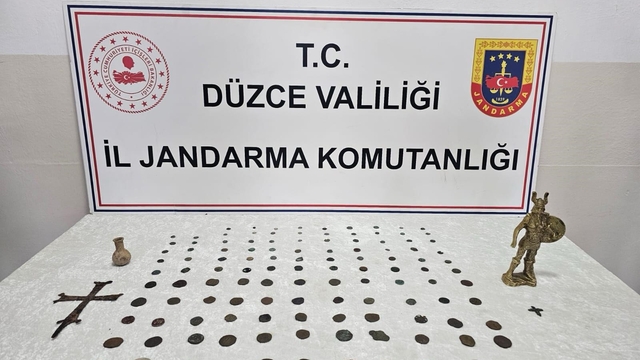 T.C.
DÜZCE VALİLİĞİ
İL JANDARMA KOMUTANLIĞI
JANDARMA